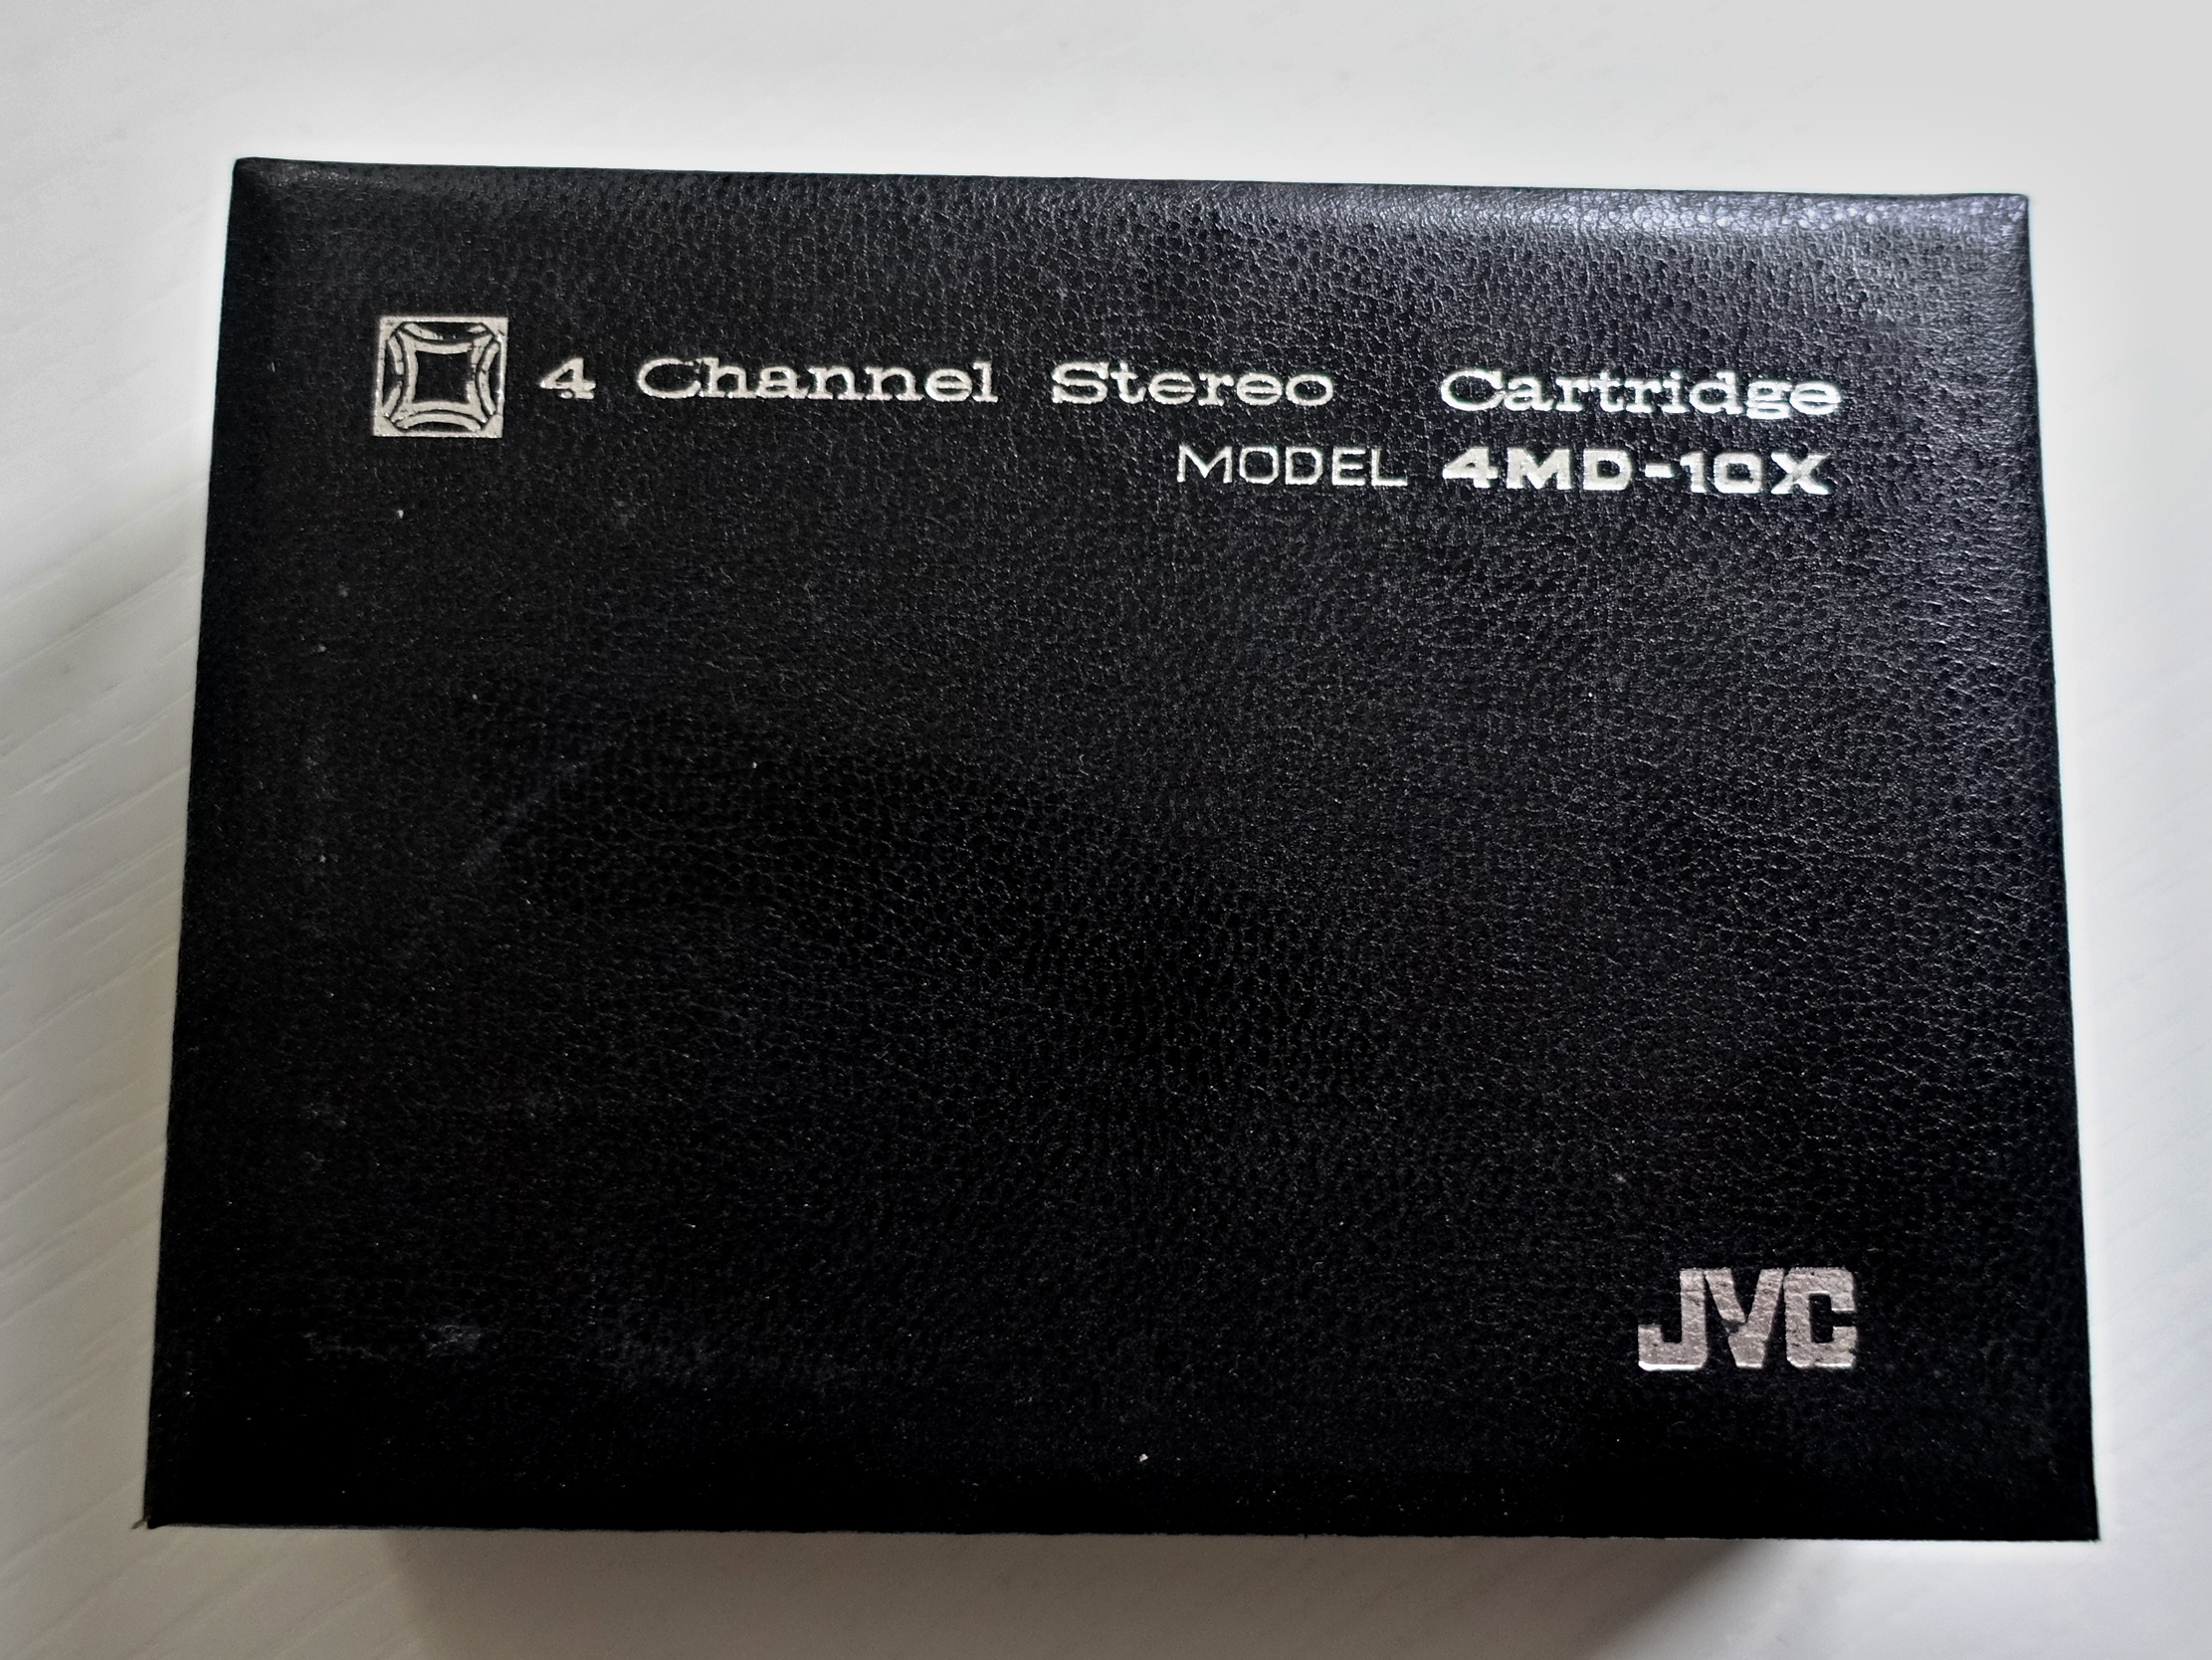 4 Channel Stereo Cartridge
MODEL 4MD-10X
JVC